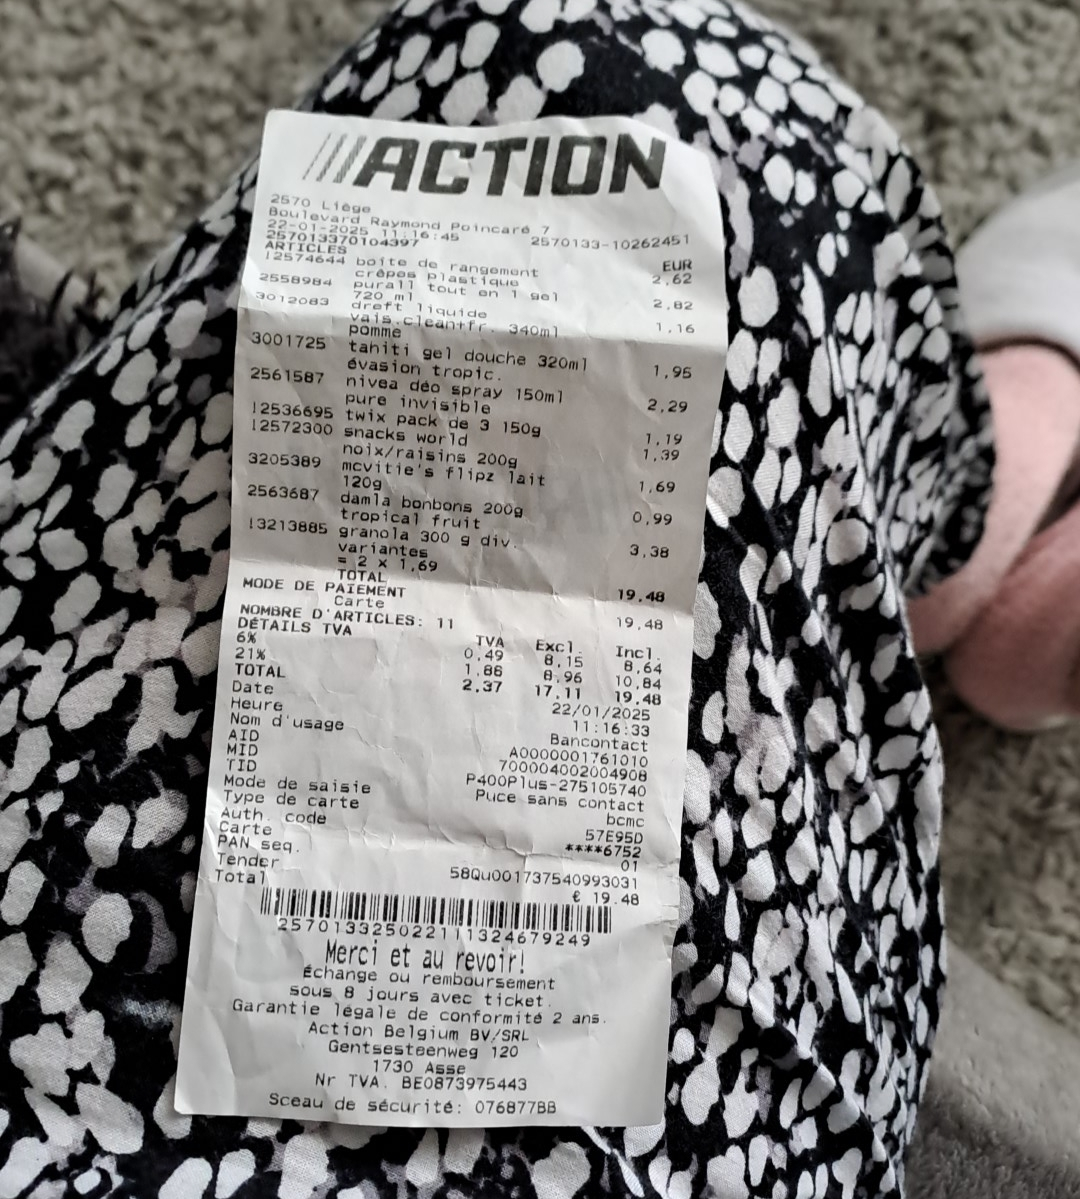 ACTION
2570 Liège
Boulevard Raymond Poincaré 7
22-01-2025 11:16:45 2570133-10262451
257013370104397
ARTICLES EUR
!2574644 boîte de rangement 2,62
crêpes plastique
2558984 purall tout en 1 gel 2,82
720 ml
3012083 dreft liquide 1,16
vais.clean+fr. 340ml
pomme
3001725 tahiti gel douche 320ml 1,95
évasion tropic.
2561587 nivea déo spray 150ml 2,29
pure invisible
!2536695 twix pack de 3 150g 1,19
!2572300 snacks world 1,39
noix/raisins 200g
3205389 mcvitie's flipz lait 1,69
120g
2563687 damla bonbons 200g 0,99
tropical fruit
!3213885 granola 300 g div. 3,38
variantes
= 2 x 1,69
TOTAL 19,48
MODE DE PAIEMENT
Carte 19,48
NOMBRE D'ARTICLES: 11
DÉTAILS TVA TVA Excl. Incl.
6% 0,49 8,15 8,64
21% 1,88 8,96 10,84
TOTAL 2,37 17,11 19,48
Date 22/01/2025
Heure 11:16:33
Nom d'usage Bancontact
AID A0000001761010
MID 700004002004908
TID P400Plus-275105740
Mode de saisie Puce sans contact
Type de carte bcmc
Auth. code 57E95D
Carte ****6752
PAN seq. 01
Tender 58Qu001737540993031
Total € 19.48
257013325022111324679249
Merci et au revoir!
Échange ou remboursement
sous 8 jours avec ticket.
Garantie légale de conformité 2 ans.
Action Belgium BV/SRL
Gentsesteenweg 120
1730 Asse
Nr TVA. BE0873975443
Sceau de sécurité: 076877BB